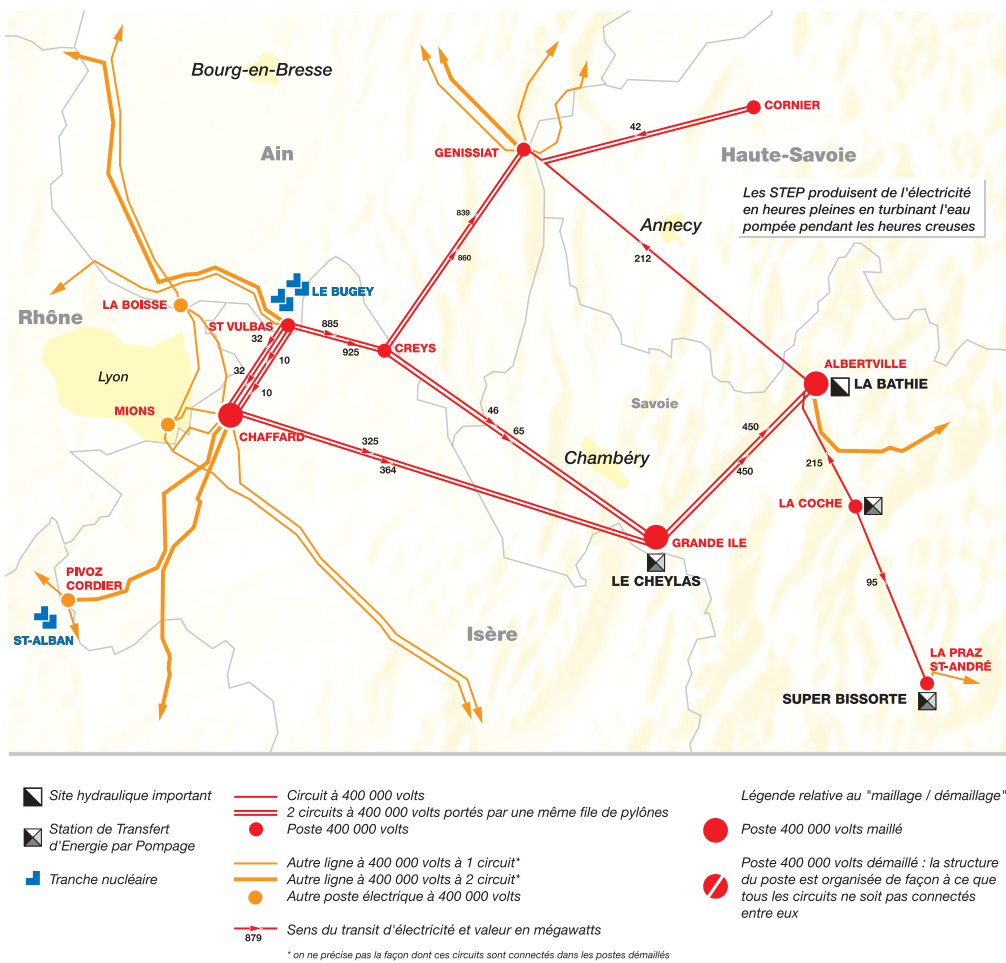 Bourg-en-Bresse
CORNIER
42
GENISSIAT
Ain
Haute-Savoie
Les STEP produisent de l'électricité
en heures pleines en turbinant l'eau
pompée pendant les heures creuses
839
Annecy
860
212
LE BUGEY
LA BOISSE
Rhône
ST VULBAS
885
32
925
CREYS
10
ALBERTVILLE
Lyon
32
LA BATHIE
10
Savoie
MIONS
46
CHAFFARD
65
325
450
364
Chambéry
215
450
LA COCHE
GRANDE ILE
PIVOZ
CORDIER
LE CHEYLAS
95
ST-ALBAN
Isère
LA PRAZ
ST-ANDRÉ
SUPER BISSORTE
Site hydraulique important
Station de Transfert
d'Energie par Pompage
Tranche nucléaire
Circuit à 400 000 volts
2 circuits à 400 000 volts portés par une même file de pylônes
Poste 400 000 volts
Autre ligne à 400 000 volts à 1 circuit*
Autre ligne à 400 000 volts à 2 circuit*
Autre poste électrique à 400 000 volts
Sens du transit d'électricité et valeur en mégawatts
879
* on ne précise pas la façon dont ces circuits sont connectés dans les postes démaillés
Légende relative au "maillage / démaillage"
Poste 400 000 volts maillé
Poste 400 000 volts démaillé : la structure
du poste est organisée de façon à ce que
tous les circuits ne soit pas connectés
entre eux